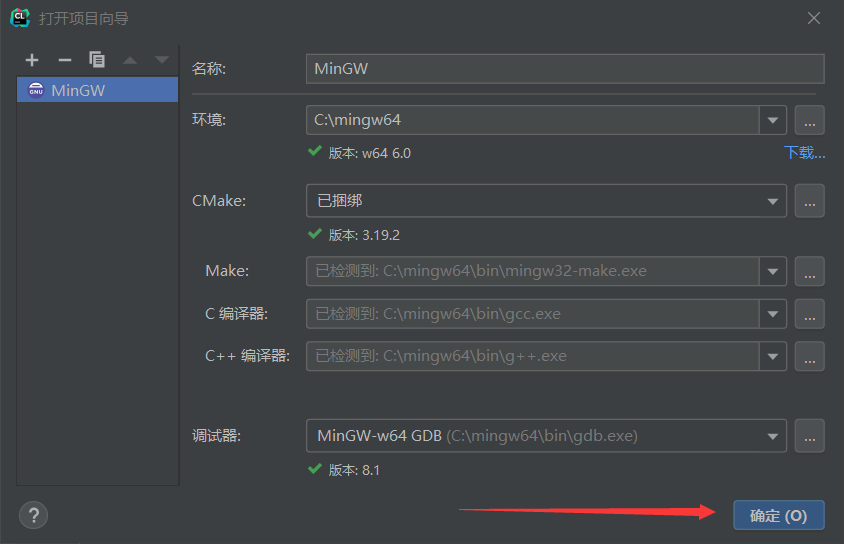 CL 打开项目向导
GNU MinGW
名称: MinGW
环境: C:\mingw64 ...
版本: w64 6.0 下载...
CMake: 已捆绑 ...
版本: 3.19.2
Make: 已检测到: C:\mingw64\bin\mingw32-make.exe ...
C 编译器: 已检测到: C:\mingw64\bin\gcc.exe ...
C++ 编译器: 已检测到: C:\mingw64\bin\g++.exe ...
调试器: MinGW-w64 GDB (C:\mingw64\bin\gdb.exe) ...
版本: 8.1
? 确定 (O)